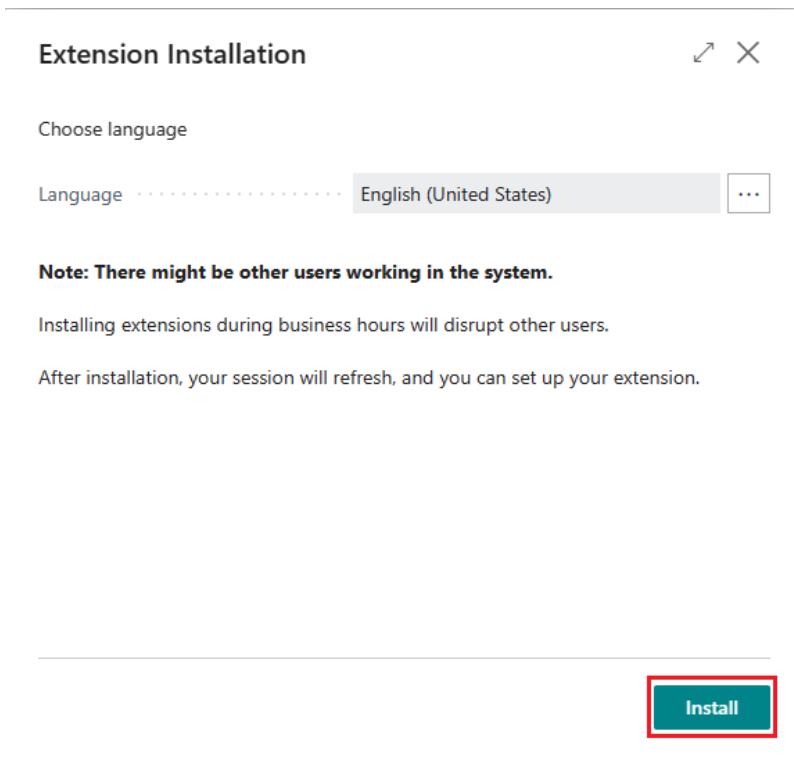 Extension Installation
Choose language
Language
English (United States)
Note: There might be other users working in the system.
Installing extensions during business hours will disrupt other users.
After installation, your session will refresh, and you can set up your extension.
Install